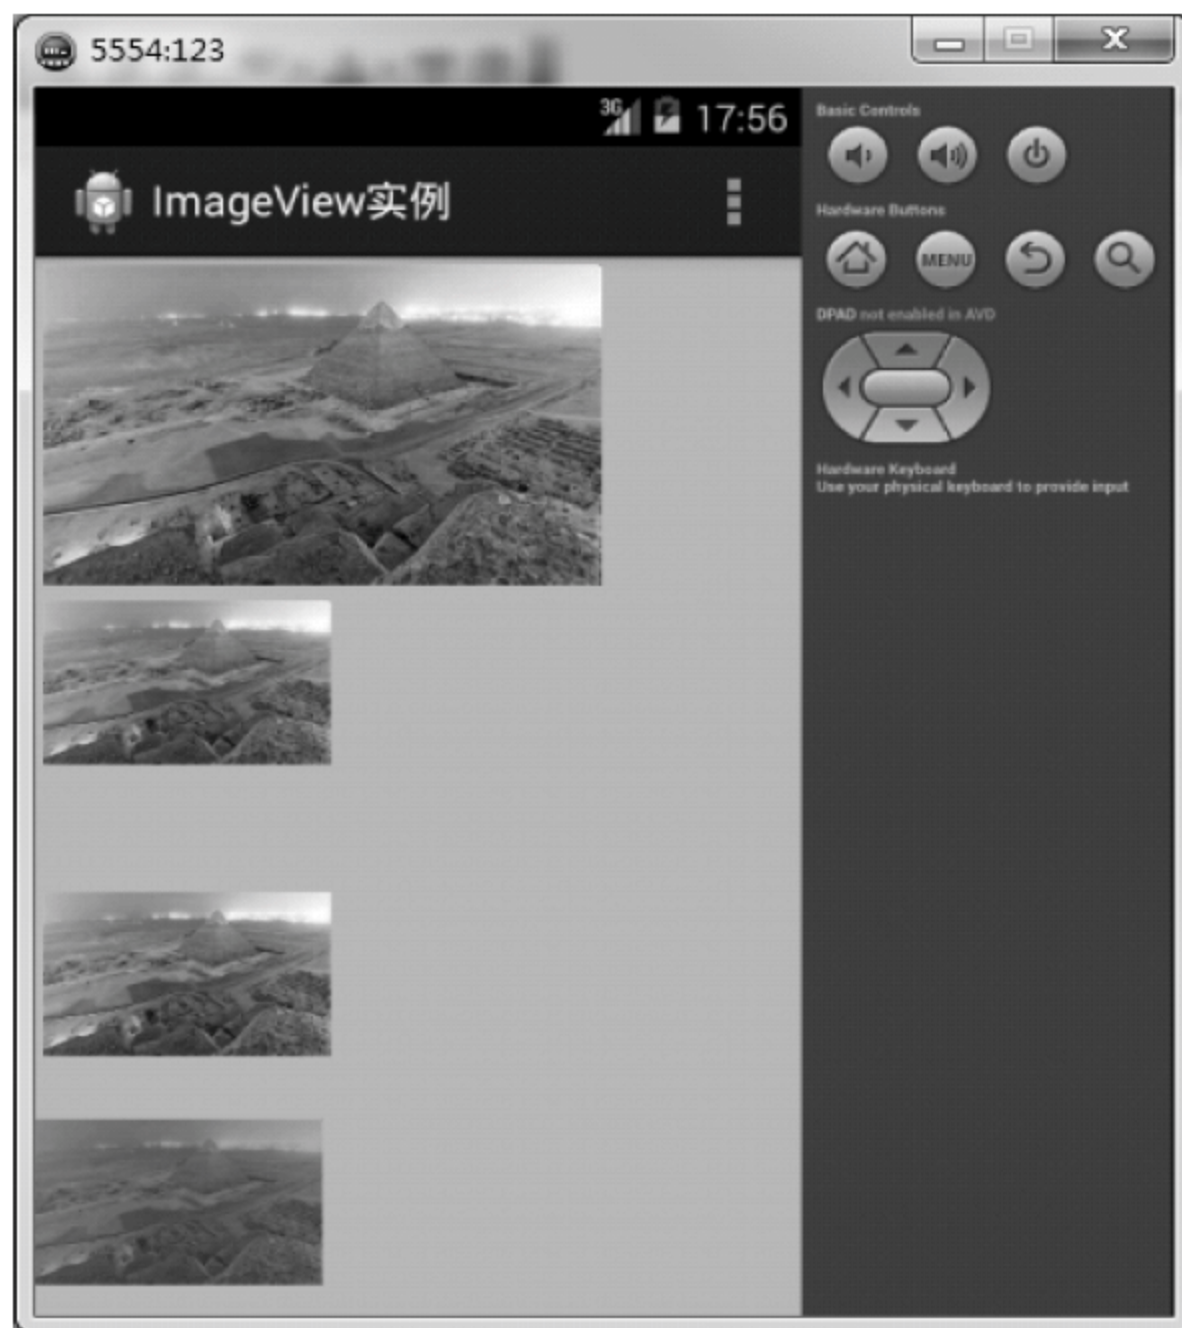 5554:123
3G 17:56
ImageView实例
Basic Controls
Hardware Buttons
MENU
DPAD not enabled in AVD
Hardware Keyboard
Use your physical keyboard to provide input